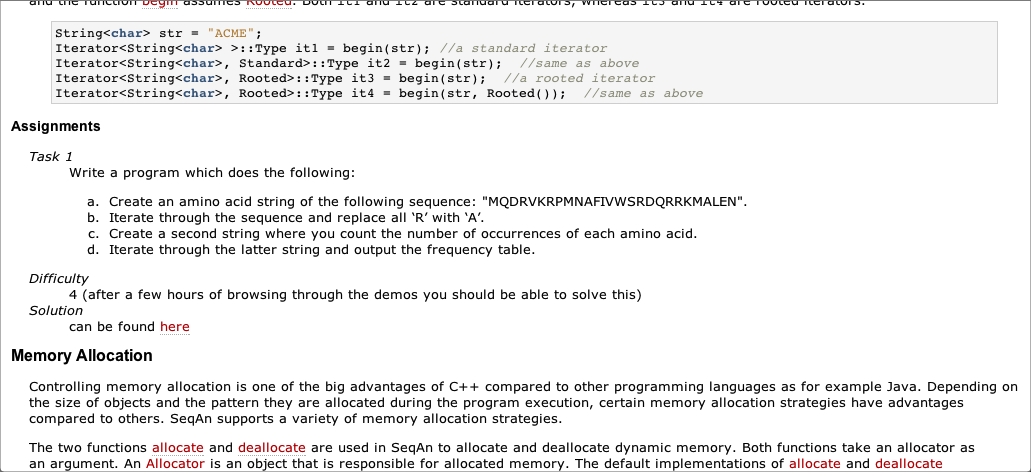 and the function begin assumes Rooted. Both it1 and it2 are standard iterators, whereas it3 and it4 are rooted iterators.
String<char> str = "ACME";
Iterator<String<char> >::Type it1 = begin(str); //a standard iterator
Iterator<String<char>, Standard>::Type it2 = begin(str);  //same as above
Iterator<String<char>, Rooted>::Type it3 = begin(str);  //a rooted iterator
Iterator<String<char>, Rooted>::Type it4 = begin(str, Rooted());  //same as above
Assignments
Task 1
Write a program which does the following:
a. Create an amino acid string of the following sequence: "MQDRVKRPMNAFIVWSRDQRRKMALEN".
b. Iterate through the sequence and replace all ‘R’ with ‘A’.
c. Create a second string where you count the number of occurrences of each amino acid.
d. Iterate through the latter string and output the frequency table.
Difficulty
4 (after a few hours of browsing through the demos you should be able to solve this)
Solution
can be found here
Memory Allocation
Controlling memory allocation is one of the big advantages of C++ compared to other programming languages as for example Java. Depending on
the size of objects and the pattern they are allocated during the program execution, certain memory allocation strategies have advantages
compared to others. SeqAn supports a variety of memory allocation strategies.
The two functions allocate and deallocate are used in SeqAn to allocate and deallocate dynamic memory. Both functions take an allocator as
an argument. An Allocator is an object that is responsible for allocated memory. The default implementations of allocate and deallocate